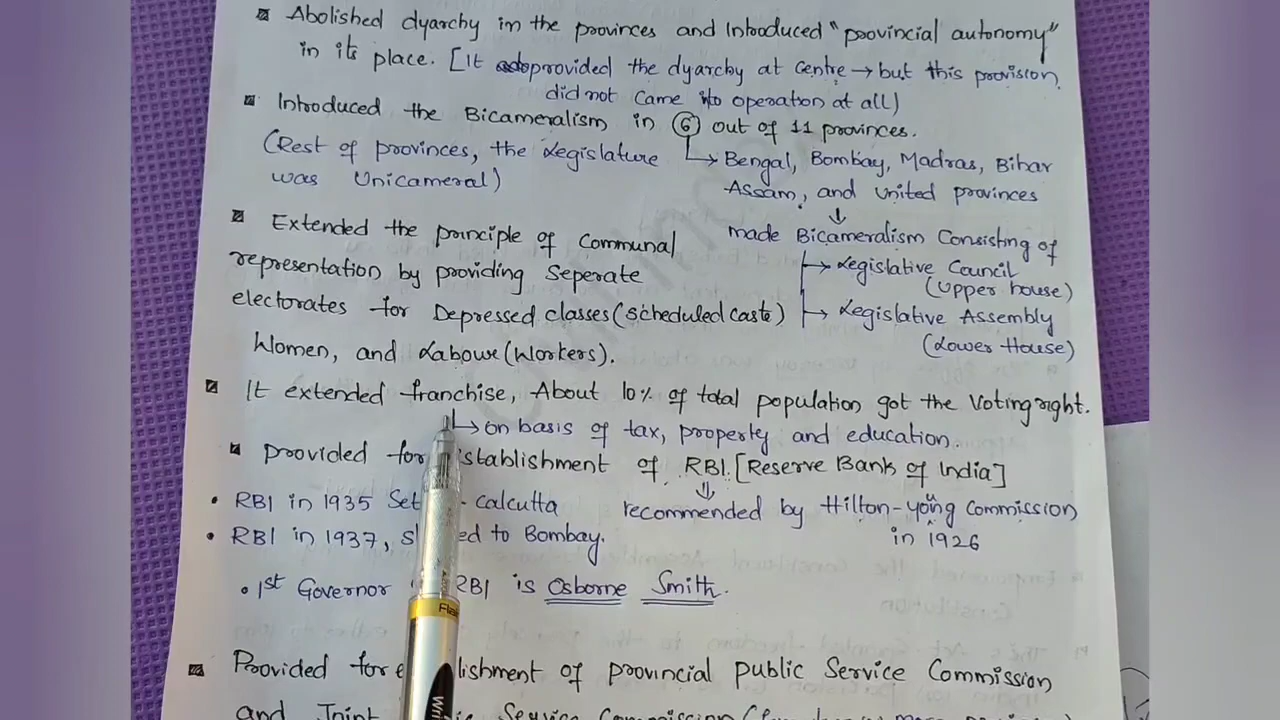 Abolished dyarchy in the provinces and Introduced "provincial autonomy"
in its place. [It provided the dyarchy at Centre → but this provision
did not came into operation at all)
Introduced the Bicameralism in 6 out of 11 provinces.
(Rest of provinces, the Legislature
was Unicameral)
→ Bengal, Bombay, Madras, Bihar
Assam, and United provinces
↓
made Bicameralism Consisting of
→ Legislative Council
(Upper house)
→ Legislative Assembly
(Lower House)
Extended the principle of Communal
representation by providing Seperate
electorates for Depressed classes (Scheduled caste)
Women, and Labour (Workers).
It extended franchise, About 10% of total population got the Voting right.
→ on basis of tax, property and education.
provided for stablishment of RBI. [Reserve Bank of India]
⇓
recommended by Hilton-young Commission
in 1926
• RBI in 1935 Set Calcutta
• RBI in 1937, S ed to Bombay.
• 1st Governor RBI is Osborne Smith.
Provided for e lishment of provincial public Service Commission
and Joint Service Commission